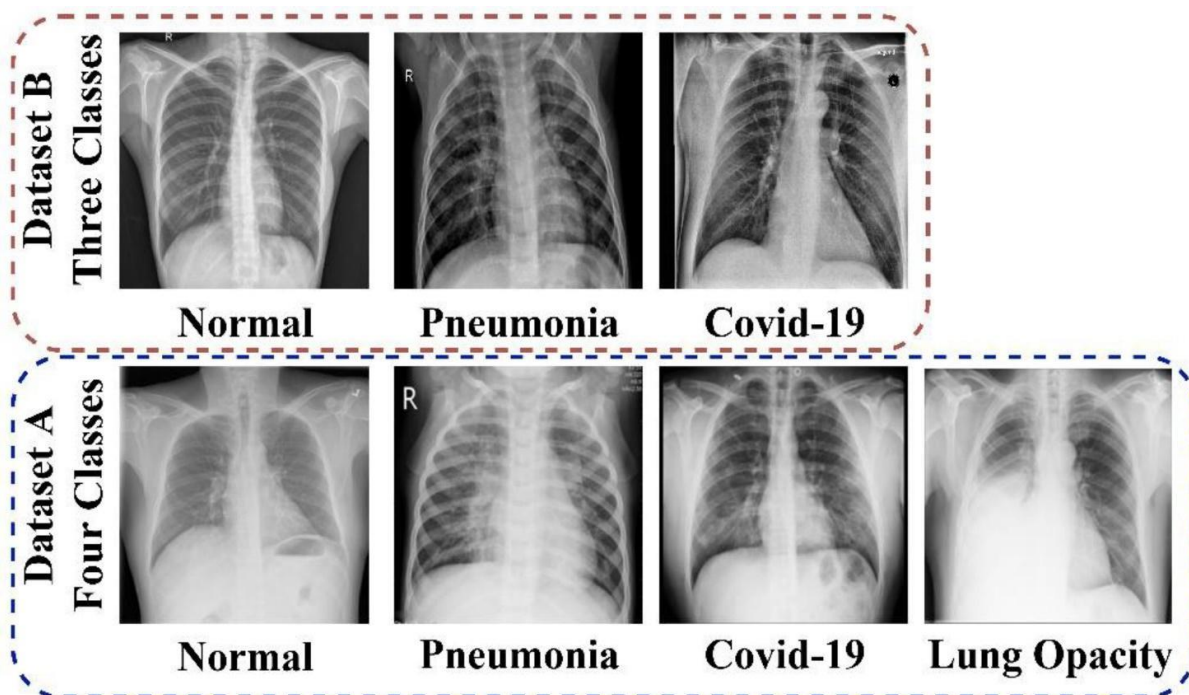 Dataset B
Three Classes
R
R
Normal
Pneumonia
Covid-19
Dataset A
Four Classes
R
Normal
Pneumonia
Covid-19
Lung Opacity